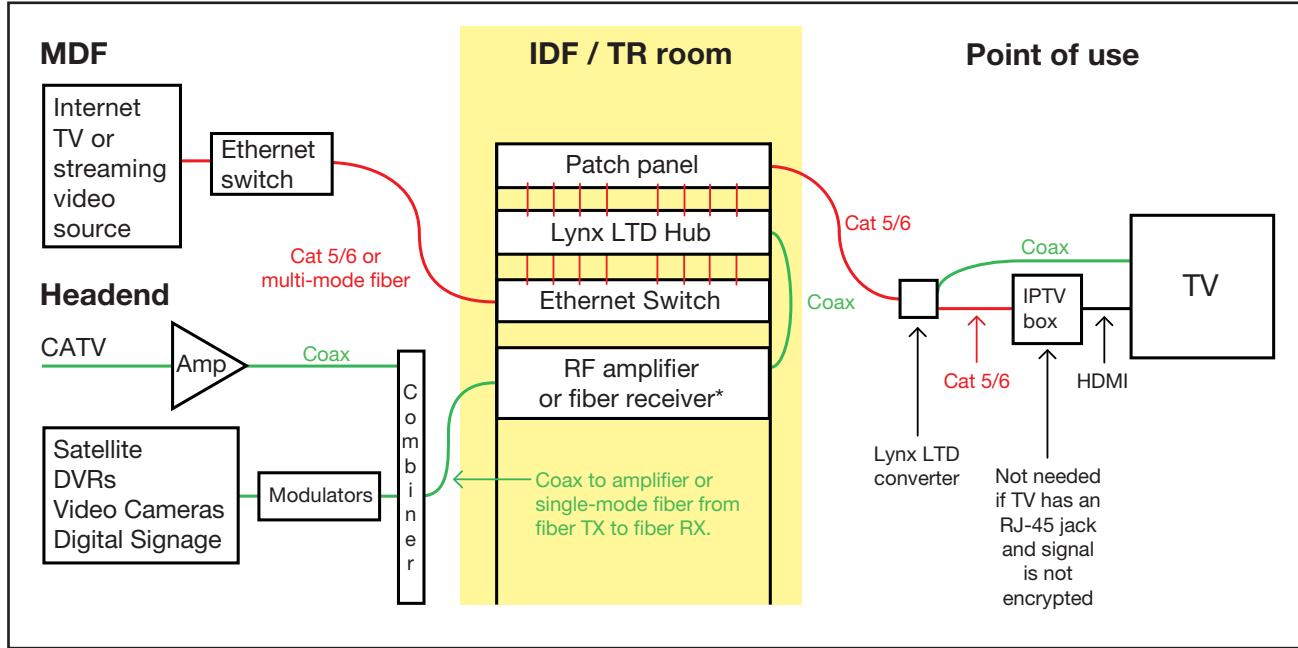 MDF
Internet
TV or
streaming
video
source
Ethernet
switch
Cat 5/6 or
multi-mode fiber
Headend
CATV
Amp
Coax
Satellite
DVRs
Video Cameras
Digital Signage
Modulators
Combiner
IDF / TR room
Patch panel
Lynx LTD Hub
Ethernet Switch
RF amplifier
or fiber receiver*
Coax
Coax to amplifier or
single-mode fiber from
fiber TX to fiber RX.
Point of use
Cat 5/6
Coax
IPTV
box
TV
Cat 5/6
HDMI
Lynx LTD
converter
Not needed
if TV has an
RJ-45 jack
and signal
is not
encrypted